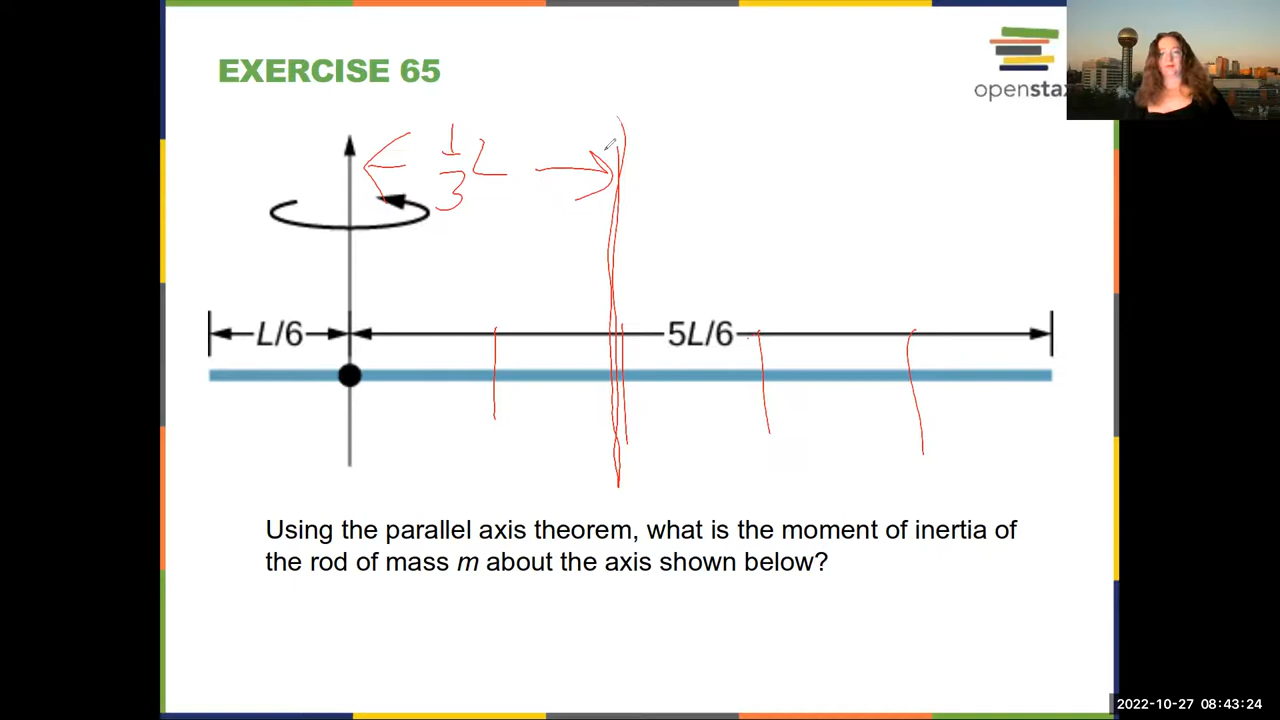 EXERCISE 65
openstax
1/3 L
L/6
5L/6
Using the parallel axis theorem, what is the moment of inertia of
the rod of mass m about the axis shown below?
2022-10-27 08:43:24